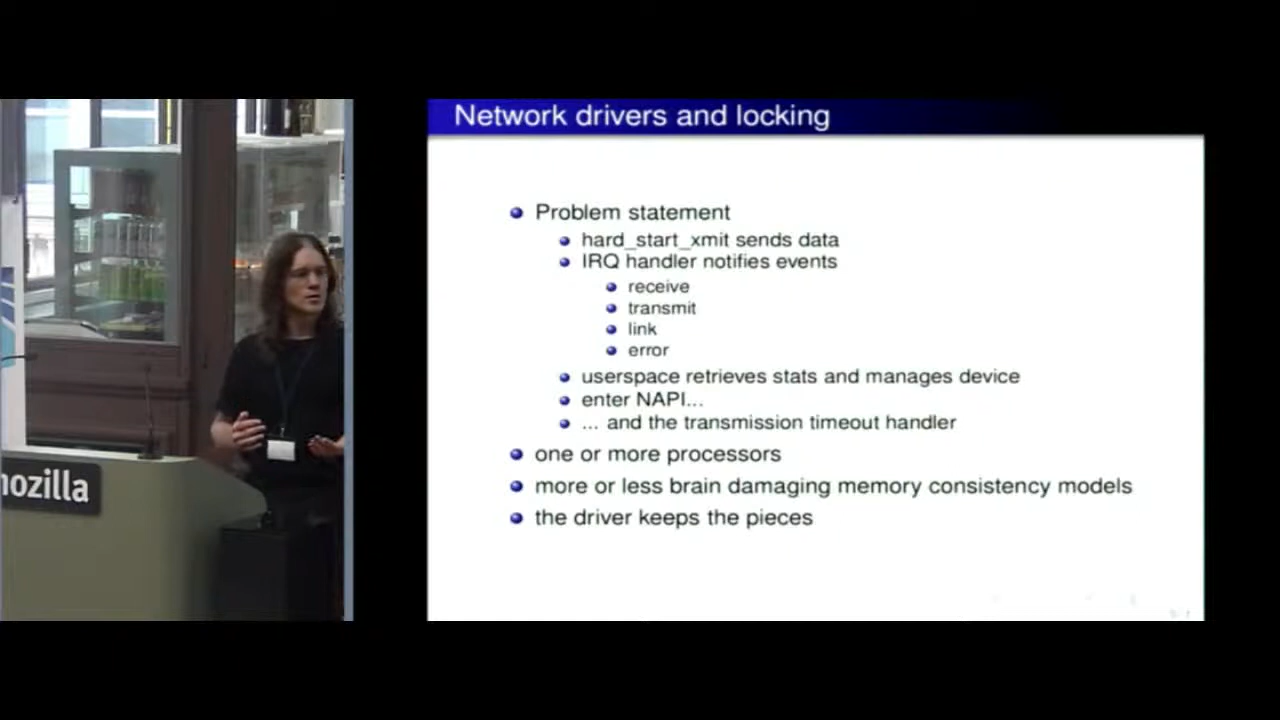 Network drivers and locking
Problem statement
hard_start_xmit sends data
IRQ handler notifies events
receive
transmit
link
error
userspace retrieves stats and manages device
enter NAPI...
... and the transmission timeout handler
one or more processors
more or less brain damaging memory consistency models
the driver keeps the pieces
mozilla